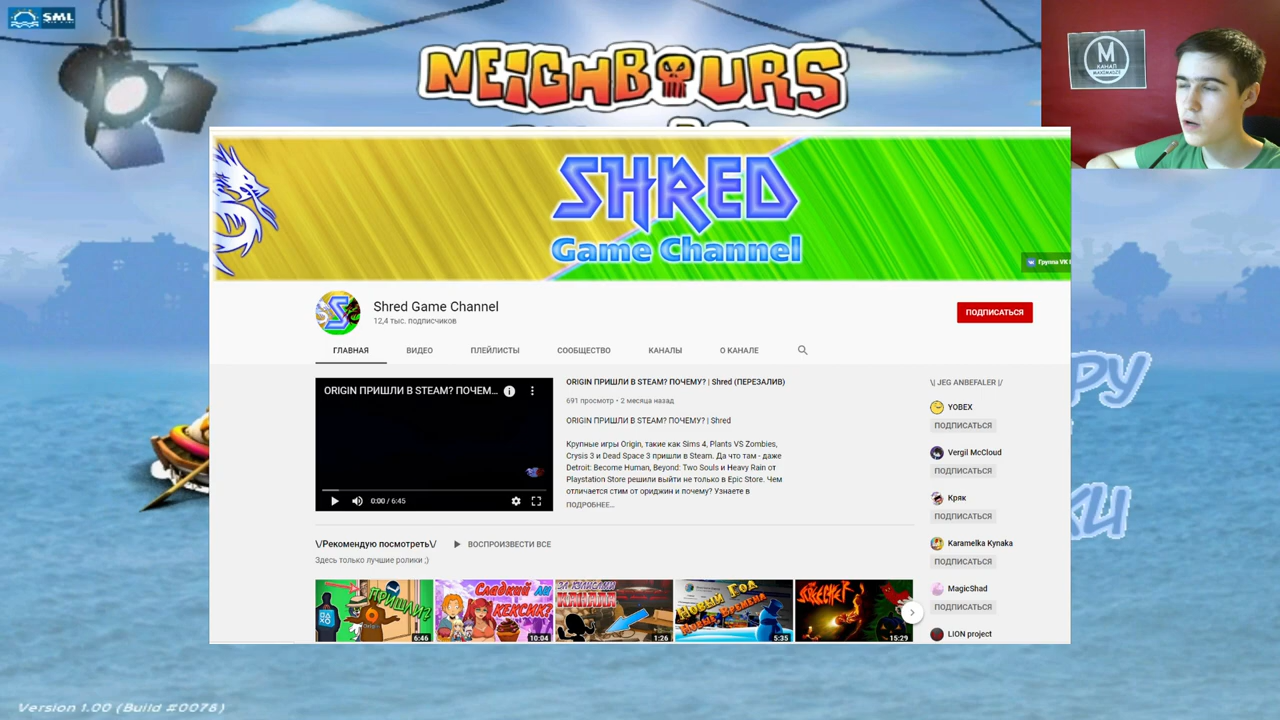 SML
NEIGHBOURS
М
КАНАЛ
SHRED
Game Channel
Группа VK
Shred Game Channel
12,4 тыс. подписчиков
ПОДПИСАТЬСЯ
ГЛАВНАЯ ВИДЕО ПЛЕЙЛИСТЫ СООБЩЕСТВО КАНАЛЫ О КАНАЛЕ
ORIGIN ПРИШЛИ В STEAM? ПОЧЕМ...
0:00 / 6:45
ORIGIN ПРИШЛИ В STEAM? ПОЧЕМУ? | Shred (ПЕРЕЗАЛИВ)
691 просмотр • 2 месяца назад
ORIGIN ПРИШЛИ В STEAM? ПОЧЕМУ? | Shred
Крупные игры Origin, такие как Sims 4, Plants VS Zombies,
Crysis 3 и Dead Space 3 пришли в Steam. Да что там - даже
Detroit: Become Human, Beyond: Two Souls и Heavy Rain от
Playstation Store решили выйти не только в Epic Store. Чем
отличается стим от ориджин и почему? Узнаете в
ПОДРОБНЕЕ...
\| JEG ANBEFALER |/
YOBEX
ПОДПИСАТЬСЯ
Vergil McCloud
ПОДПИСАТЬСЯ
Кряк
ПОДПИСАТЬСЯ
Karamelka Kynaka
ПОДПИСАТЬСЯ
MagicShad
ПОДПИСАТЬСЯ
LION project
\/Рекомендую посмотреть\/ ВОСПРОИЗВЕСТИ ВСЕ
Здесь только лучшие ролики ;)
ПРИШЛИ?
6:46
Сладкий ли
кексик?
10:04
ЗА КУЛИСАМИ
КАНАЛА
1:26
Новый Год
Новые Времена
5:35
SCREECHER
15:29
Version 1.00 (Build #0078)